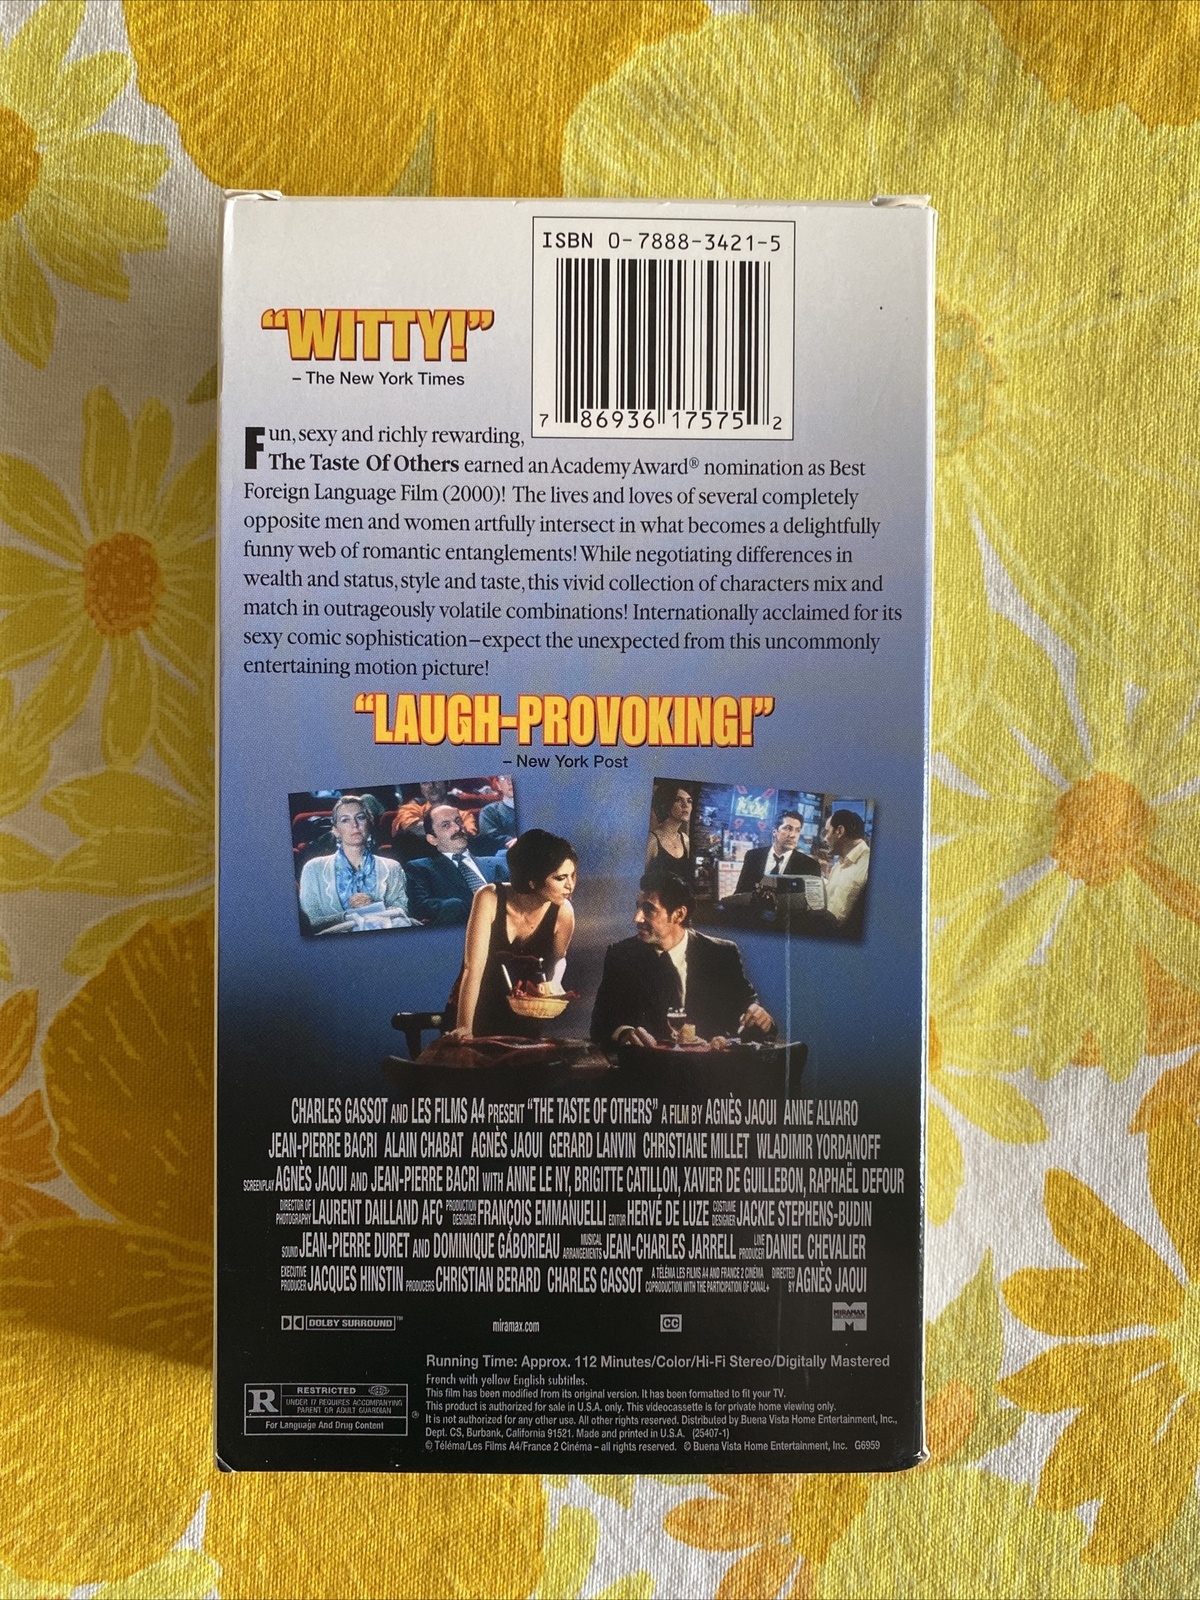 ISBN 0-7888-3421-5
7 86936 17575 2
“WITTY!”
– The New York Times
Fun, sexy and richly rewarding,
The Taste Of Others earned an Academy Award® nomination as Best
Foreign Language Film (2000)! The lives and loves of several completely
opposite men and women artfully intersect in what becomes a delightfully
funny web of romantic entanglements! While negotiating differences in
wealth and status, style and taste, this vivid collection of characters mix and
match in outrageously volatile combinations! Internationally acclaimed for its
sexy comic sophistication–expect the unexpected from this uncommonly
entertaining motion picture!
“LAUGH-PROVOKING!”
– New York Post
CHARLES GASSOT AND LES FILMS A4 PRESENT “THE TASTE OF OTHERS” A FILM BY AGNÈS JAOUI ANNE ALVARO
JEAN-PIERRE BACRI ALAIN CHABAT AGNÈS JAOUI GERARD LANVIN CHRISTIANE MILLET WLADIMIR YORDANOFF
SCREENPLAY AGNÈS JAOUI AND JEAN-PIERRE BACRI WITH ANNE LE NY, BRIGITTE CATILLON, XAVIER DE GUILLEBON, RAPHAËL DEFOUR
DIRECTOR OF PHOTOGRAPHY LAURENT DAILLAND AFC PRODUCTION DESIGNER FRANÇOIS EMMANUELLI EDITOR HERVÉ DE LUZE COSTUME DESIGNER JACKIE STEPHENS-BUDIN
SOUND JEAN-PIERRE DURET AND DOMINIQUE GABORIEAU MUSICAL ARRANGEMENTS JEAN-CHARLES JARRELL LINE PRODUCER DANIEL CHEVALIER
EXECUTIVE PRODUCER JACQUES HINSTIN PRODUCERS CHRISTIAN BERARD CHARLES GASSOT A TÉLÉMA LES FILMS A4 AND FRANCE 2 CINÉMA COPRODUCTION WITH THE PARTICIPATION OF CANAL+ DIRECTED BY AGNÈS JAOUI
DOLBY SURROUND™ miramax.com CC MIRAMAX
Running Time: Approx. 112 Minutes/Color/Hi-Fi Stereo/Digitally Mastered
French with yellow English subtitles.
This film has been modified from its original version. It has been formatted to fit your TV.
This product is authorized for sale in U.S.A. only. This videocassette is for private home viewing only.
It is not authorized for any other use. All other rights reserved. Distributed by Buena Vista Home Entertainment, Inc.,
Dept. CS, Burbank, California 91521. Made and printed in U.S.A. (25407-1)
© Téléma/Les Films A4/France 2 Cinéma – all rights reserved. © Buena Vista Home Entertainment, Inc. G6959
R RESTRICTED
UNDER 17 REQUIRES ACCOMPANYING
PARENT OR ADULT GUARDIAN
®
For Language And Drug Content